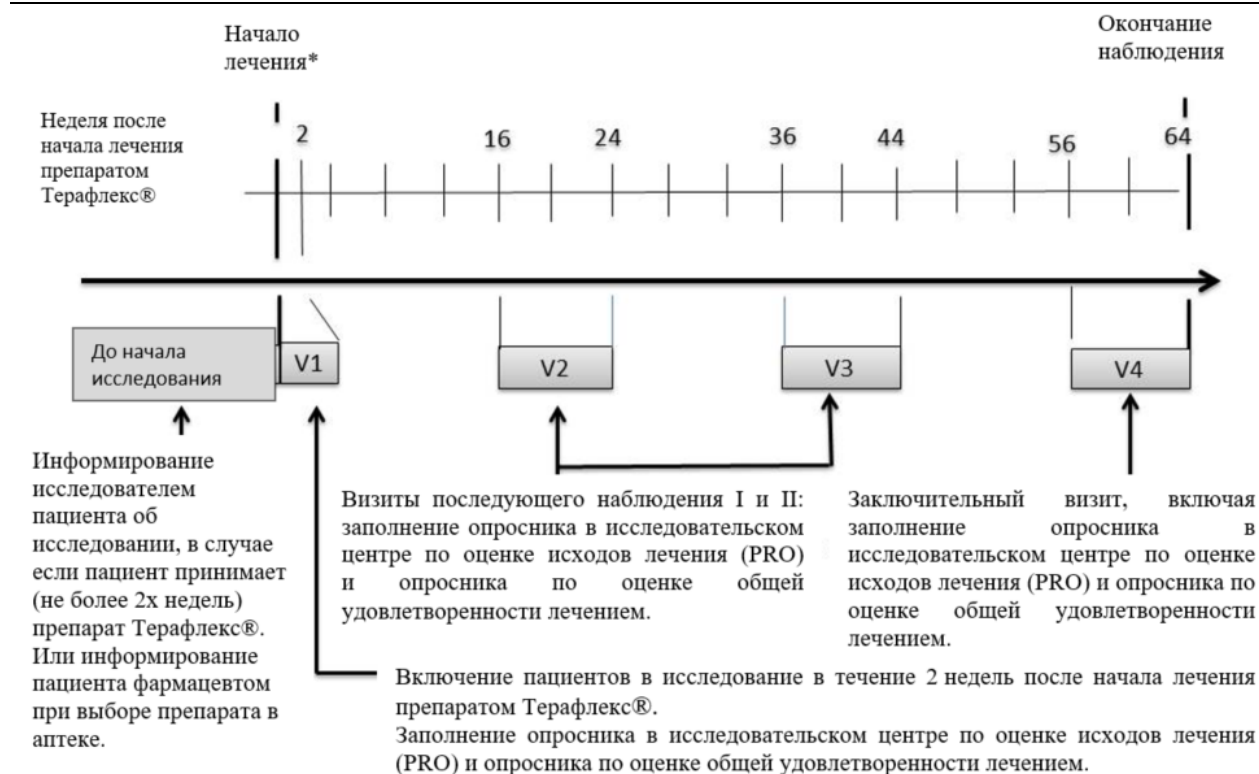 Начало
лечения*
Окончание
наблюдения
Неделя после
начала лечения
препаратом
Терафлекс®
2
16
24
36
44
56
64
До начала
исследования
V1
V2
V3
V4
Информирование
исследователем
пациента об
исследовании, в случае
если пациент принимает
(не более 2х недель)
препарат Терафлекс®.
Или информирование
пациента фармацевтом
при выборе препарата в
аптеке.
Визиты последующего наблюдения I и II:
заполнение опросника в исследовательском
центре по оценке исходов лечения (PRO)
и опросника по оценке общей
удовлетворенности лечением.
Заключительный визит, включая
заполнение опросника в
исследовательском центре по оценке
исходов лечения (PRO) и опросника по
оценке общей удовлетворенности
лечением.
Включение пациентов в исследование в течение 2 недель после начала лечения
препаратом Терафлекс®.
Заполнение опросника в исследовательском центре по оценке исходов лечения
(PRO) и опросника по оценке общей удовлетворенности лечением.